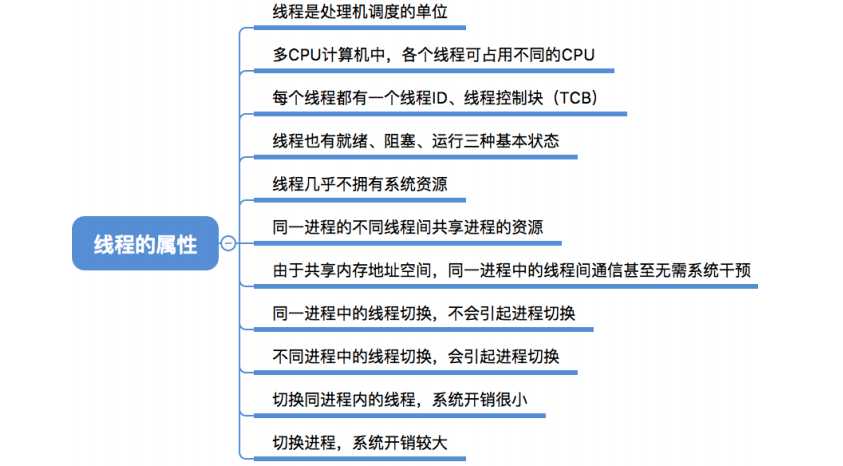 线程是处理机调度的单位
多CPU计算机中，各个线程可占用不同的CPU
每个线程都有一个线程ID、线程控制块（TCB）
线程也有就绪、阻塞、运行三种基本状态
线程几乎不拥有系统资源
线程的属性
同一进程的不同线程间共享进程的资源
由于共享内存地址空间，同一进程中的线程间通信甚至无需系统干预
同一进程中的线程切换，不会引起进程切换
不同进程中的线程切换，会引起进程切换
切换同进程内的线程，系统开销很小
切换进程，系统开销较大